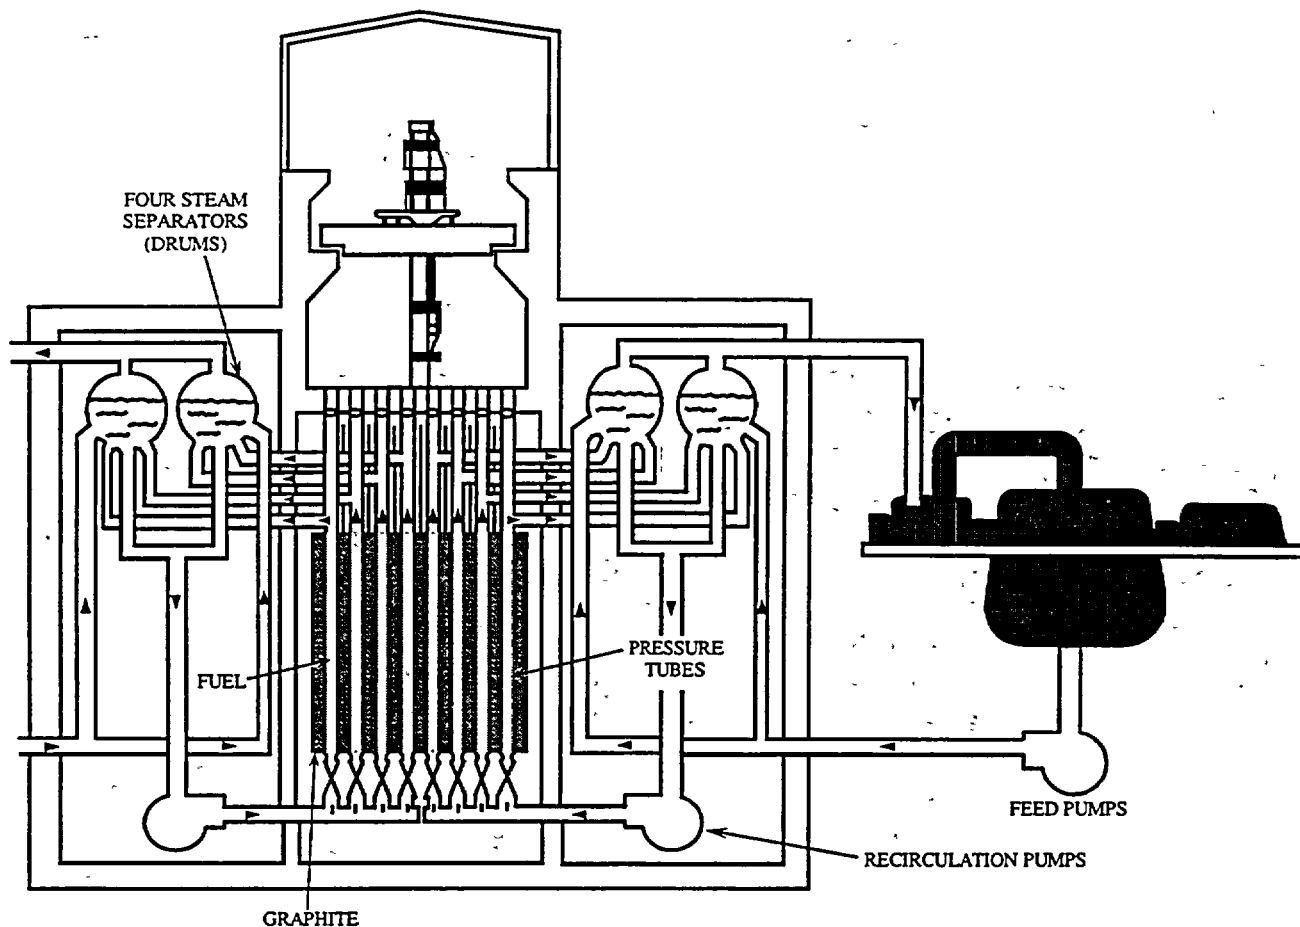 FOUR STEAM
SEPARATORS
(DRUMS)
FUEL
PRESSURE
TUBES
FEED PUMPS
RECIRCULATION PUMPS
GRAPHITE